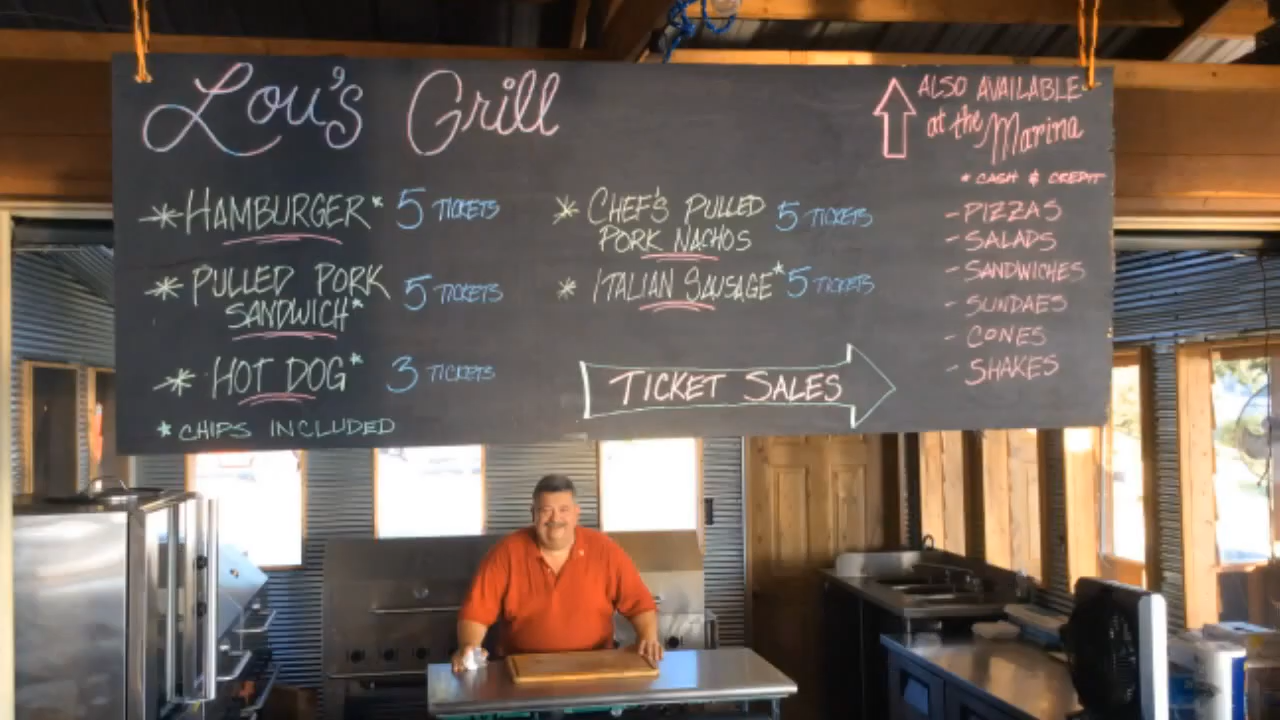 Lou's Grill
* HAMBURGER* 5 TICKETS
* PULLED PORK
SANDWICH* 5 TICKETS
* HOT DOG* 3 TICKETS
* CHIPS INCLUDED
* CHEF'S PULLED
PORK NACHOS 5 TICKETS
* ITALIAN SAUSAGE* 5 TICKETS
TICKET SALES
ALSO AVAILABLE
at the Marina
* CASH & CREDIT
- PIZZAS
- SALADS
- SANDWICHES
- SUNDAES
- CONES
- SHAKES